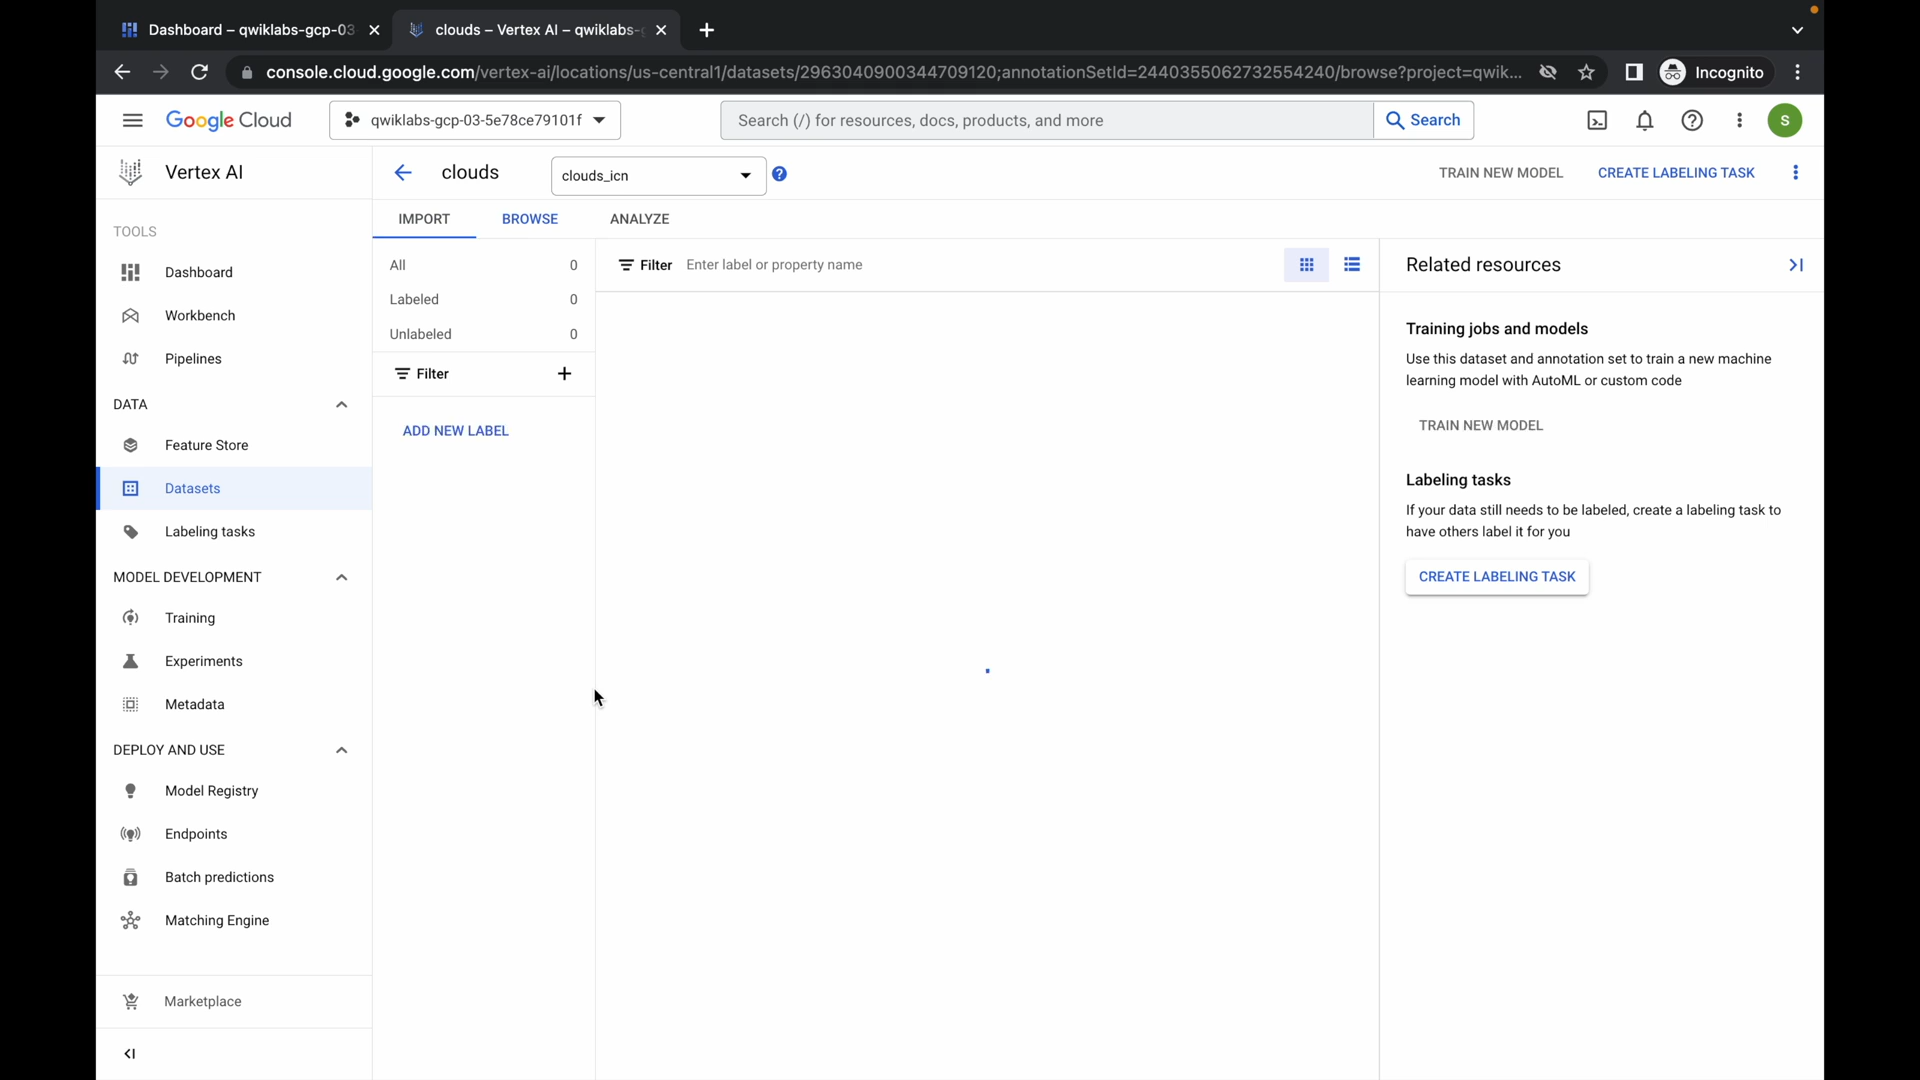 Dashboard – qwiklabs-gcp-03
clouds – Vertex AI – qwiklabs-g
console.cloud.google.com/vertex-ai/locations/us-central1/datasets/2963040900344709120;annotationSetId=2440355062732554240/browse?project=qwik...
Incognito
Google Cloud
qwiklabs-gcp-03-5e78ce79101f
Search (/) for resources, docs, products, and more
Search
S
Vertex AI
clouds
clouds_icn
TRAIN NEW MODEL
CREATE LABELING TASK
IMPORT
BROWSE
ANALYZE
TOOLS
Dashboard
Workbench
Pipelines
DATA
Feature Store
Datasets
Labeling tasks
MODEL DEVELOPMENT
Training
Experiments
Metadata
DEPLOY AND USE
Model Registry
Endpoints
Batch predictions
Matching Engine
Marketplace
All 0
Labeled 0
Unlabeled 0
Filter
ADD NEW LABEL
Filter Enter label or property name
Related resources
Training jobs and models
Use this dataset and annotation set to train a new machine
learning model with AutoML or custom code
TRAIN NEW MODEL
Labeling tasks
If your data still needs to be labeled, create a labeling task to
have others label it for you
CREATE LABELING TASK